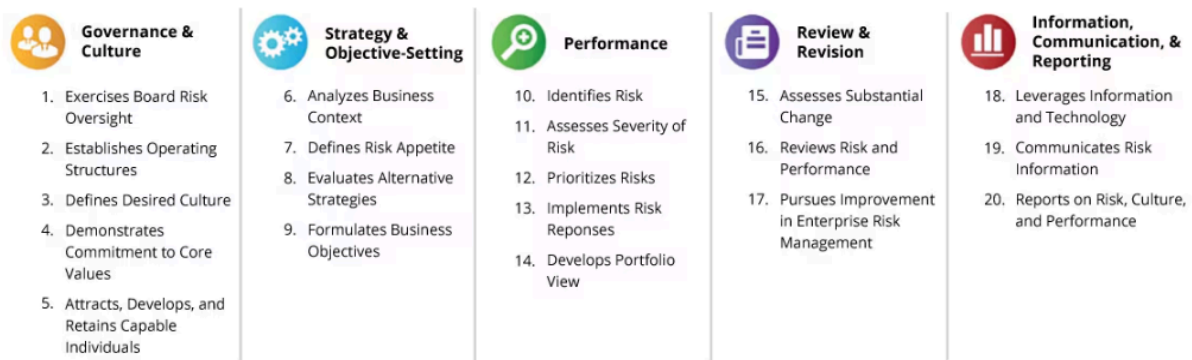 Governance &
Culture
1. Exercises Board Risk
Oversight
2. Establishes Operating
Structures
3. Defines Desired Culture
4. Demonstrates
Commitment to Core
Values
5. Attracts, Develops, and
Retains Capable
Individuals
Strategy &
Objective-Setting
6. Analyzes Business
Context
7. Defines Risk Appetite
8. Evaluates Alternative
Strategies
9. Formulates Business
Objectives
Performance
10. Identifies Risk
11. Assesses Severity of
Risk
12. Prioritizes Risks
13. Implements Risk
Reponses
14. Develops Portfolio
View
Review &
Revision
15. Assesses Substantial
Change
16. Reviews Risk and
Performance
17. Pursues Improvement
in Enterprise Risk
Management
Information,
Communication, &
Reporting
18. Leverages Information
and Technology
19. Communicates Risk
Information
20. Reports on Risk, Culture,
and Performance